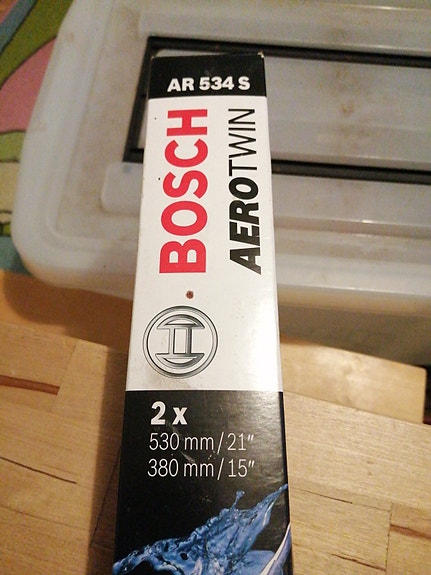 AR 534 S
BOSCH
AEROTWIN
2 x
530 mm/21″
380 mm/15″